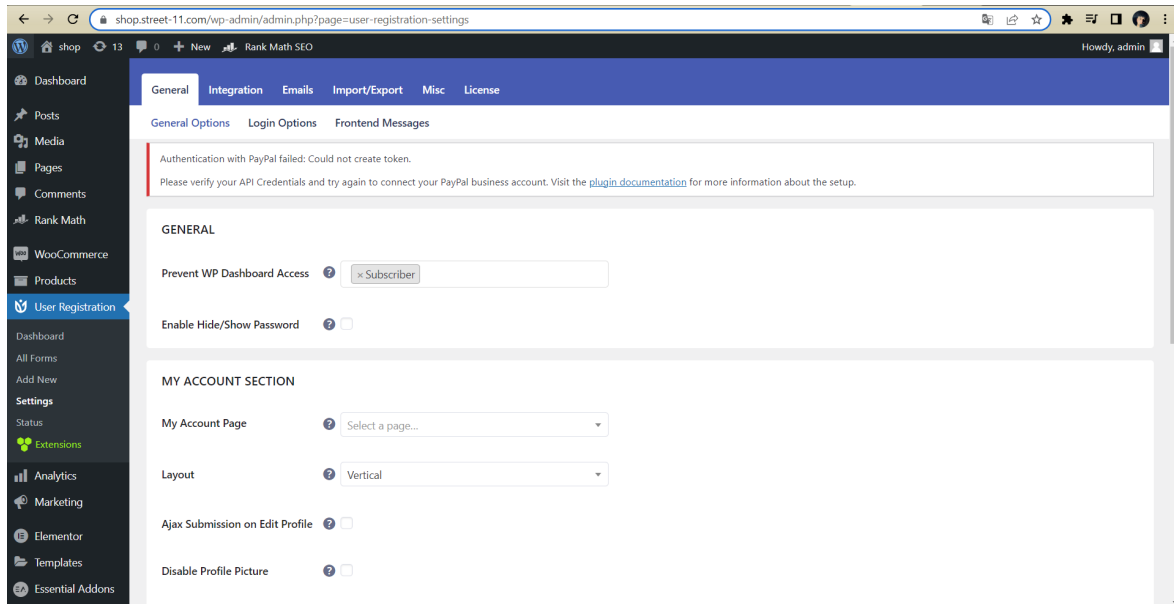 shop.street-11.com/wp-admin/admin.php?page=user-registration-settings
shop 13 0 New Rank Math SEO Howdy, admin
Dashboard
Posts
Media
Pages
Comments
Rank Math
WooCommerce
Products
User Registration
Dashboard
All Forms
Add New
Settings
Status
Extensions
Analytics
Marketing
Elementor
Templates
Essential Addons
General Integration Emails Import/Export Misc License
General Options Login Options Frontend Messages
Authentication with PayPal failed: Could not create token.
Please verify your API Credentials and try again to connect your PayPal business account. Visit the plugin documentation for more information about the setup.
GENERAL
Prevent WP Dashboard Access ? × Subscriber
Enable Hide/Show Password ?
MY ACCOUNT SECTION
My Account Page ? Select a page...
Layout ? Vertical
Ajax Submission on Edit Profile ?
Disable Profile Picture ?